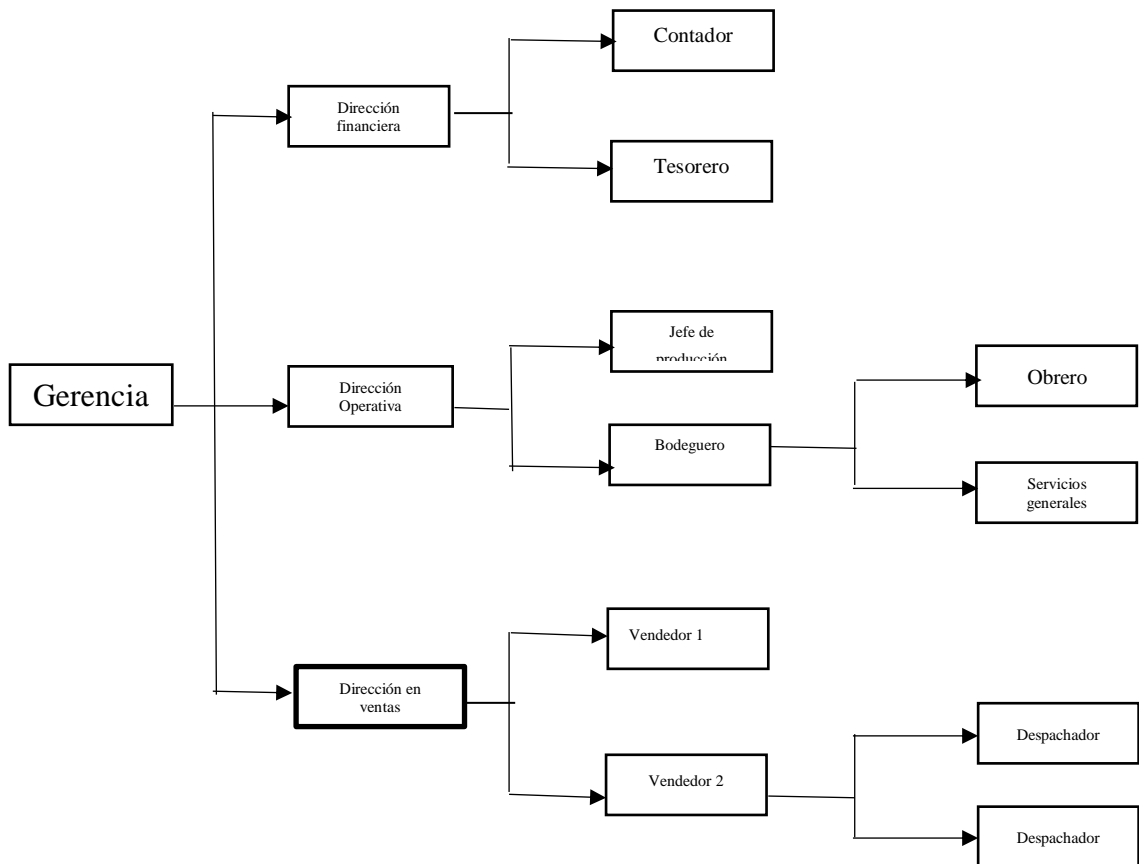 Contador
Dirección
financiera
Tesorero
Jefe de
producción
Gerencia
Dirección
Operativa
Obrero
Bodeguero
Servicios
generales
Vendedor 1
Dirección en
ventas
Despachador
Vendedor 2
Despachador